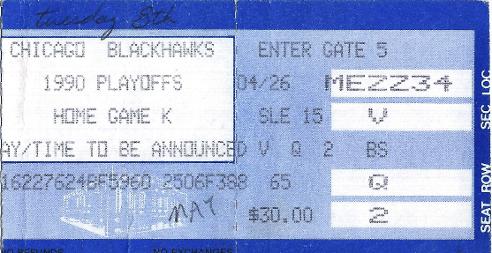 tuesday 8th
CHICAGO BLACKHAWKS ENTER GATE 5
1990 PLAYOFFS 04/26 MEZZ34
HOME GAME K SLE 15 V
AY/TIME TO BE ANNOUNCED V Q 2 BS
162276248F5960 2506F388 65 Q
MAY $30.00 2
NO REFUNDS NO EXCHANGES
SEAT ROW SEC LOC